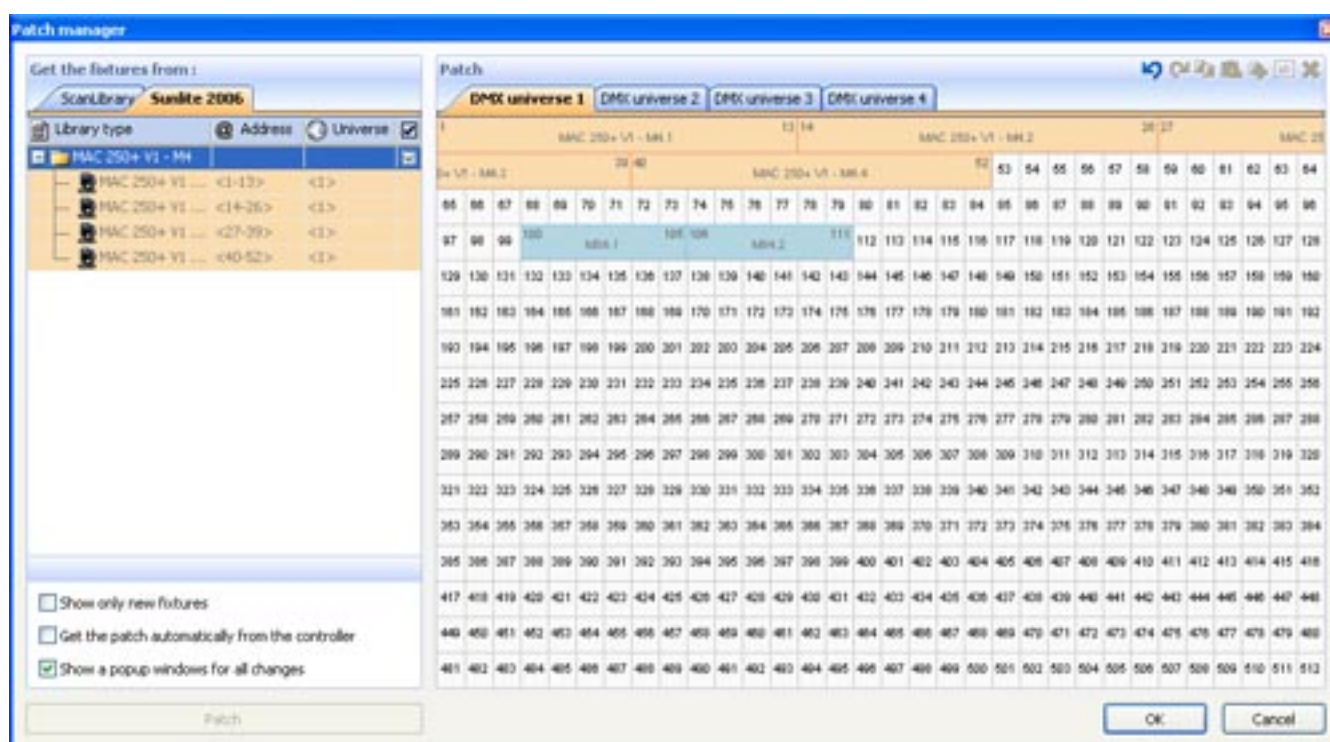 Patch manager
Get the fixtures from :
ScanLibrary Sunlite 2006
Library type @ Address Universe
MAC 250+ V1 - M4
MAC 250+ V1 ... <1-13> <1>
MAC 250+ V1 ... <14-26> <1>
MAC 250+ V1 ... <27-39> <1>
MAC 250+ V1 ... <40-52> <1>
Show only new fixtures
Get the patch automatically from the controller
Show a popup windows for all changes
Patch
Patch
DMX universe 1 DMX universe 2 DMX universe 3 DMX universe 4
1 MAC 250+ V1 - M4.1 13 14 MAC 250+ V1 - M4.2 26 27 MAC 25
0+ V1 - M4.3 39 40 MAC 250+ V1 - M4.4 52 53 54 55 56 57 58 59 60 61 62 63 64
65 66 67 68 69 70 71 72 73 74 75 76 77 78 79 80 81 82 83 84 85 86 87 88 89 90 91 92 93 94 95 96
97 98 99 100 105 106 111 112 113 114 115 116 117 118 119 120 121 122 123 124 125 126 127 128
129 130 131 132 133 134 135 136 137 138 139 140 141 142 143 144 145 146 147 148 149 150 151 152 153 154 155 156 157 158 159 160
161 162 163 164 165 166 167 168 169 170 171 172 173 174 175 176 177 178 179 180 181 182 183 184 185 186 187 188 189 190 191 192
193 194 195 196 197 198 199 200 201 202 203 204 205 206 207 208 209 210 211 212 213 214 215 216 217 218 219 220 221 222 223 224
225 226 227 228 229 230 231 232 233 234 235 236 237 238 239 240 241 242 243 244 245 246 247 248 249 250 251 252 253 254 255 256
257 258 259 260 261 262 263 264 265 266 267 268 269 270 271 272 273 274 275 276 277 278 279 280 281 282 283 284 285 286 287 288
289 290 291 292 293 294 295 296 297 298 299 300 301 302 303 304 305 306 307 308 309 310 311 312 313 314 315 316 317 318 319 320
321 322 323 324 325 326 327 328 329 330 331 332 333 334 335 336 337 338 339 340 341 342 343 344 345 346 347 348 349 350 351 352
353 354 355 356 357 358 359 360 361 362 363 364 365 366 367 368 369 370 371 372 373 374 375 376 377 378 379 380 381 382 383 384
385 386 387 388 389 390 391 392 393 394 395 396 397 398 399 400 401 402 403 404 405 406 407 408 409 410 411 412 413 414 415 416
417 418 419 420 421 422 423 424 425 426 427 428 429 430 431 432 433 434 435 436 437 438 439 440 441 442 443 444 445 446 447 448
449 450 451 452 453 454 455 456 457 458 459 460 461 462 463 464 465 466 467 468 469 470 471 472 473 474 475 476 477 478 479 480
481 482 483 484 485 486 487 488 489 490 491 492 493 494 495 496 497 498 499 500 501 502 503 504 505 506 507 508 509 510 511 512
OK Cancel